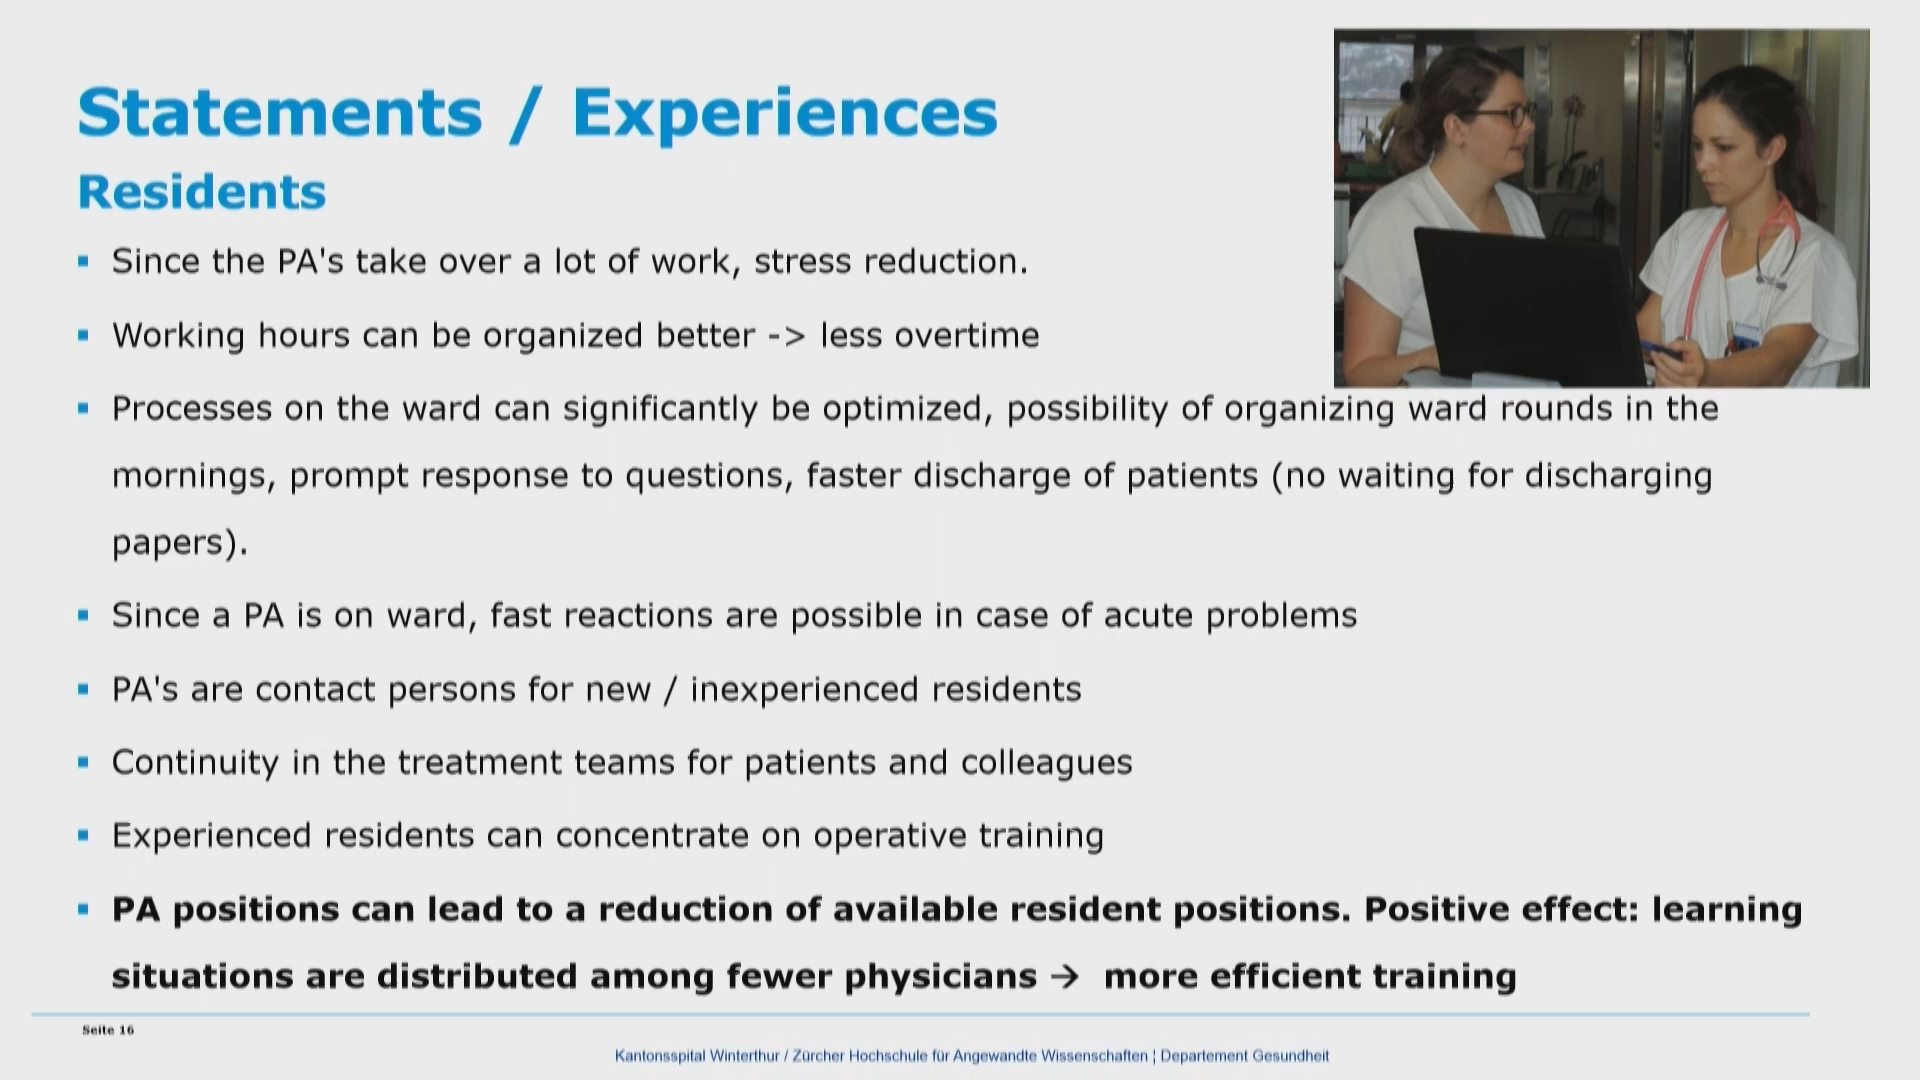 Statements / Experiences
Residents
▪ Since the PA's take over a lot of work, stress reduction.
▪ Working hours can be organized better -> less overtime
▪ Processes on the ward can significantly be optimized, possibility of organizing ward rounds in the
mornings, prompt response to questions, faster discharge of patients (no waiting for discharging
papers).
▪ Since a PA is on ward, fast reactions are possible in case of acute problems
▪ PA's are contact persons for new / inexperienced residents
▪ Continuity in the treatment teams for patients and colleagues
▪ Experienced residents can concentrate on operative training
▪ PA positions can lead to a reduction of available resident positions. Positive effect: learning
situations are distributed among fewer physicians → more efficient training
Seite 16
Kantonsspital Winterthur / Zürcher Hochschule für Angewandte Wissenschaften ¦ Departement Gesundheit